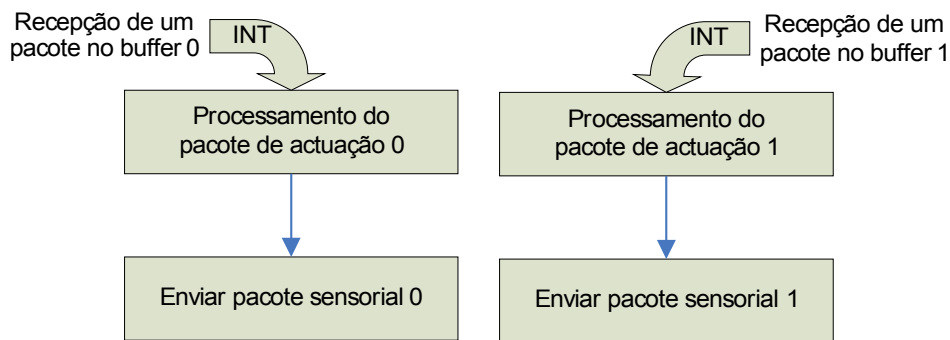 Recepção de um
pacote no buffer 0
INT
Processamento do
pacote de actuação 0
Enviar pacote sensorial 0
INT
Recepção de um
pacote no buffer 1
Processamento do
pacote de actuação 1
Enviar pacote sensorial 1